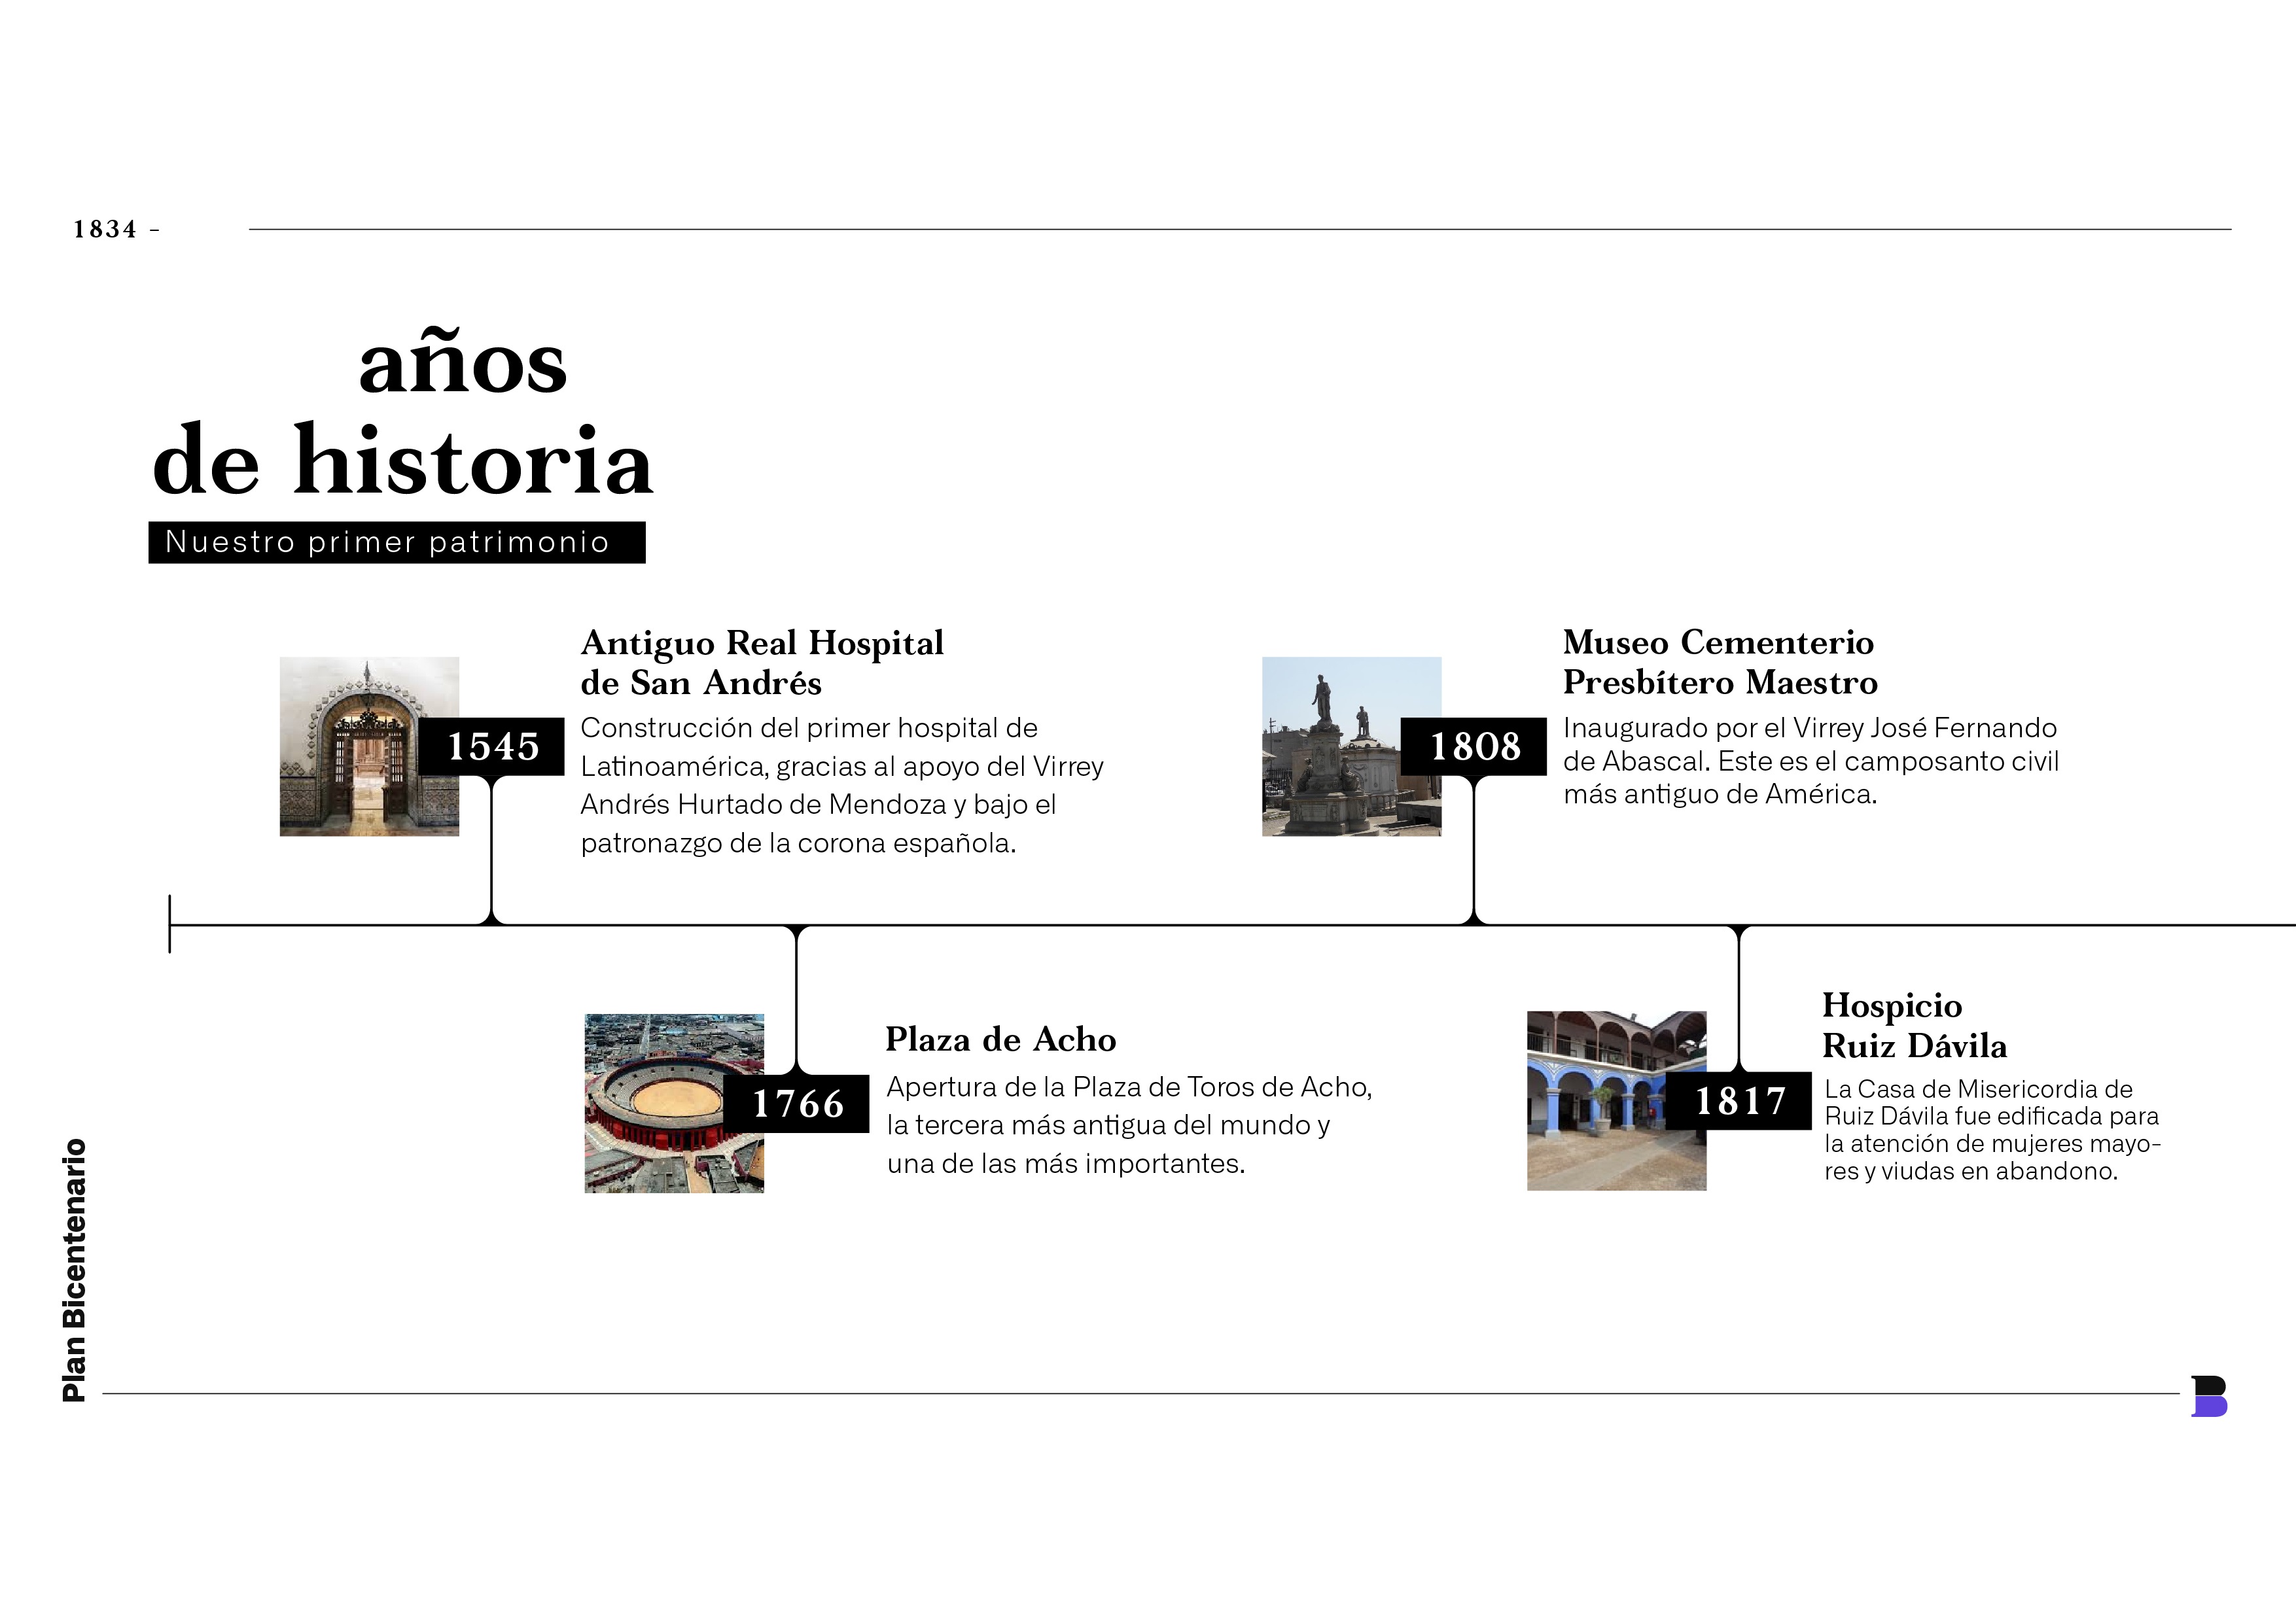 1834 -
años
de historia
Nuestro primer patrimonio
Antiguo Real Hospital
de San Andrés
1545
Construcción del primer hospital de
Latinoamérica, gracias al apoyo del Virrey
Andrés Hurtado de Mendoza y bajo el
patronazgo de la corona española.
Plaza de Acho
1766
Apertura de la Plaza de Toros de Acho,
la tercera más antigua del mundo y
una de las más importantes.
Museo Cementerio
Presbítero Maestro
1808
Inaugurado por el Virrey José Fernando
de Abascal. Este es el camposanto civil
más antiguo de América.
Hospicio
Ruiz Dávila
1817
La Casa de Misericordia de
Ruiz Dávila fue edificada para
la atención de mujeres mayo-
res y viudas en abandono.
Plan Bicentenario
B